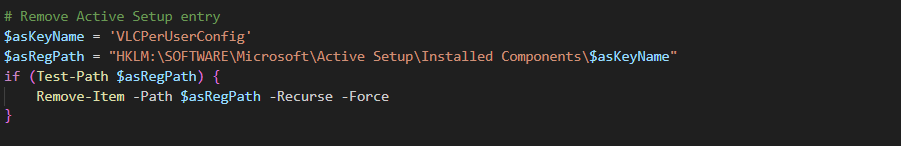 # Remove Active Setup entry
$asKeyName = 'VLCPerUserConfig'
$asRegPath = "HKLM:\SOFTWARE\Microsoft\Active Setup\Installed Components\$asKeyName"
if (Test-Path $asRegPath) {
    Remove-Item -Path $asRegPath -Recurse -Force
}